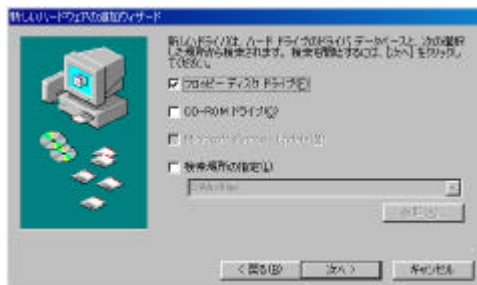 新しいハードウェアの追加ウィザード
新しいドライバは、ハード ドライブのドライバ データベースと、次の選択
した場所から検索されます。検索を開始するには、[次へ] をクリックし
てください。
フロッピー ディスク ドライブ(F)
CD-ROM ドライブ(C)
Microsoft Windows Update(M)
検索場所の指定(L)
< 戻る(B)
次へ >
キャンセル